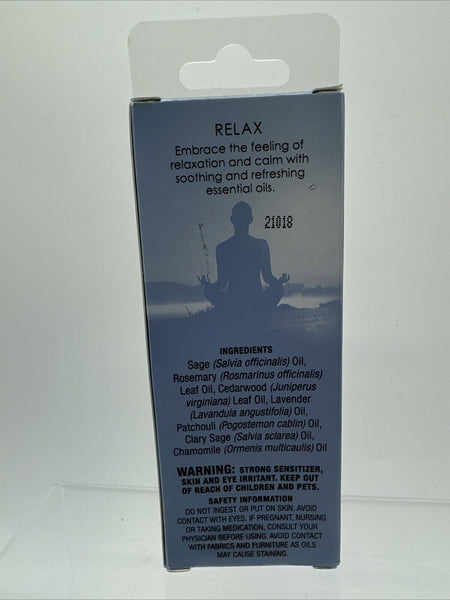 RELAX
Embrace the feeling of
relaxation and calm with
soothing and refreshing
essential oils.
21018
INGREDIENTS
Sage (Salvia officinalis) Oil,
Rosemary (Rosmarinus officinalis)
Leaf Oil, Cedarwood (Juniperus
virginiana) Leaf Oil, Lavender
(Lavandula angustifolia) Oil,
Patchouli (Pogostemon cablin) Oil,
Clary Sage (Salvia sclarea) Oil,
Chamomile (Ormenis multicaulis) Oil
WARNING: STRONG SENSITIZER,
SKIN AND EYE IRRITANT. KEEP OUT
OF REACH OF CHILDREN AND PETS.
SAFETY INFORMATION
DO NOT INGEST OR PUT ON SKIN. AVOID
CONTACT WITH EYES. IF PREGNANT, NURSING
OR TAKING MEDICATION, CONSULT YOUR
PHYSICIAN BEFORE USING. AVOID CONTACT
WITH FABRICS AND FURNITURE AS OILS
MAY CAUSE STAINING.